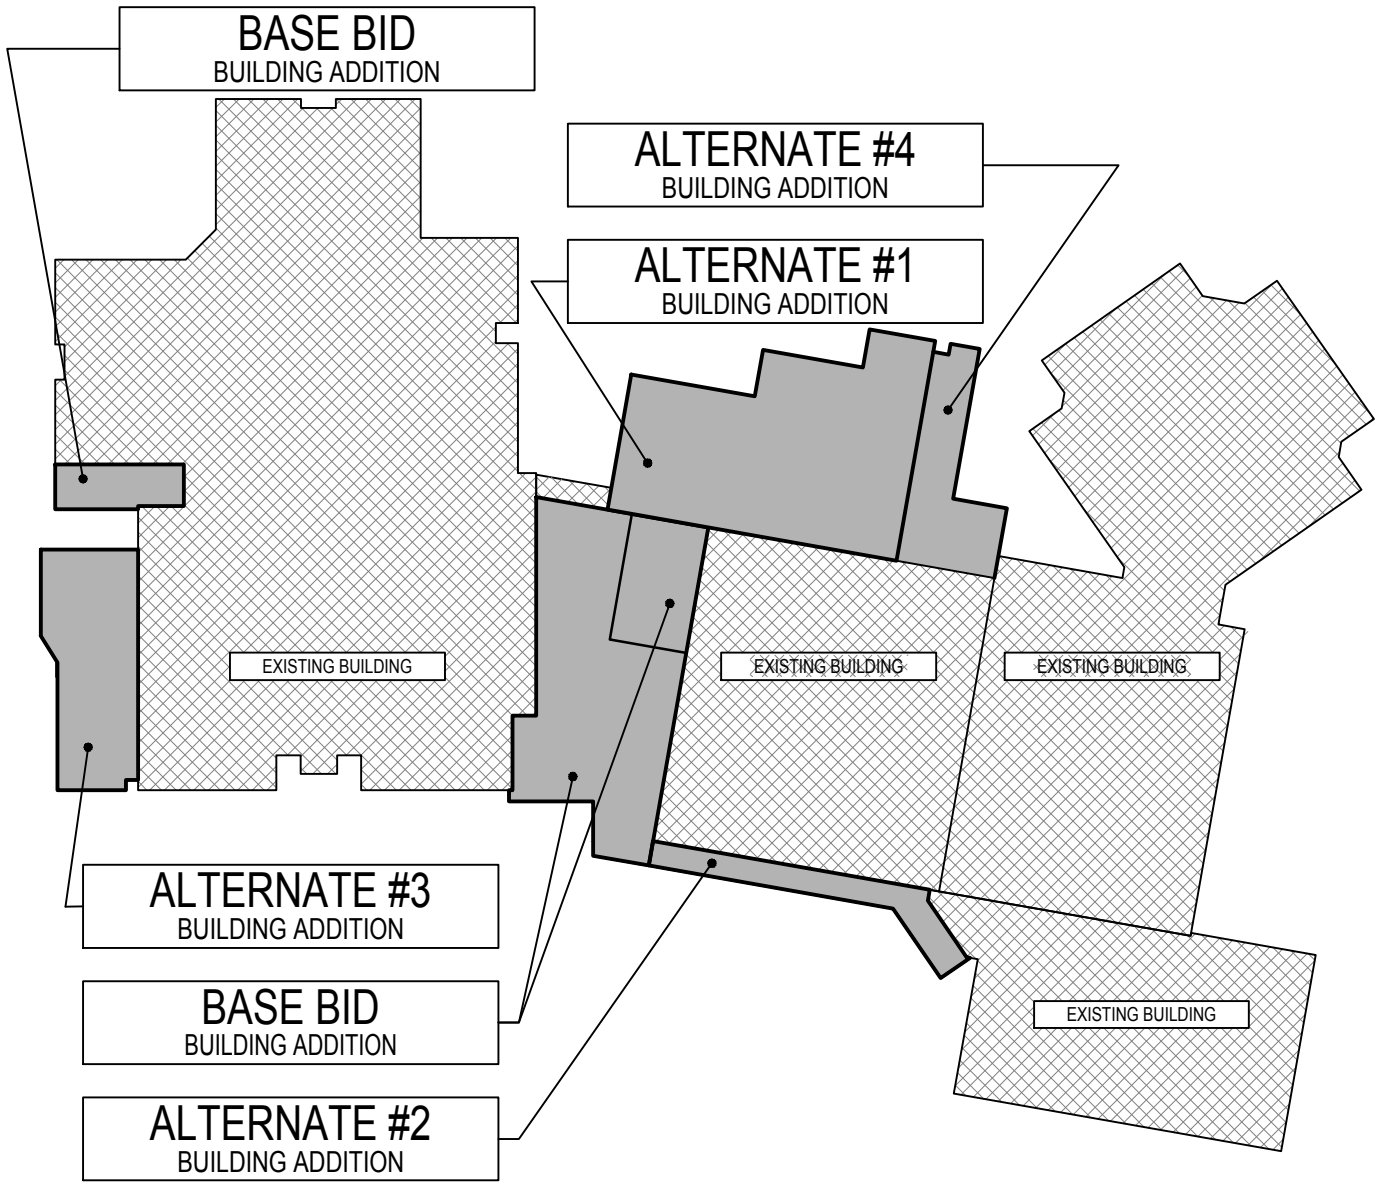 BASE BID
BUILDING ADDITION
ALTERNATE #4
BUILDING ADDITION
ALTERNATE #1
BUILDING ADDITION
EXISTING BUILDING
EXISTING BUILDING
EXISTING BUILDING
ALTERNATE #3
BUILDING ADDITION
BASE BID
BUILDING ADDITION
EXISTING BUILDING
ALTERNATE #2
BUILDING ADDITION